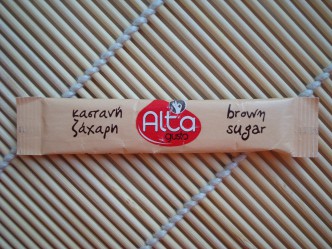 καστανή
ζάχαρη
Alta
gusto
brown
sugar